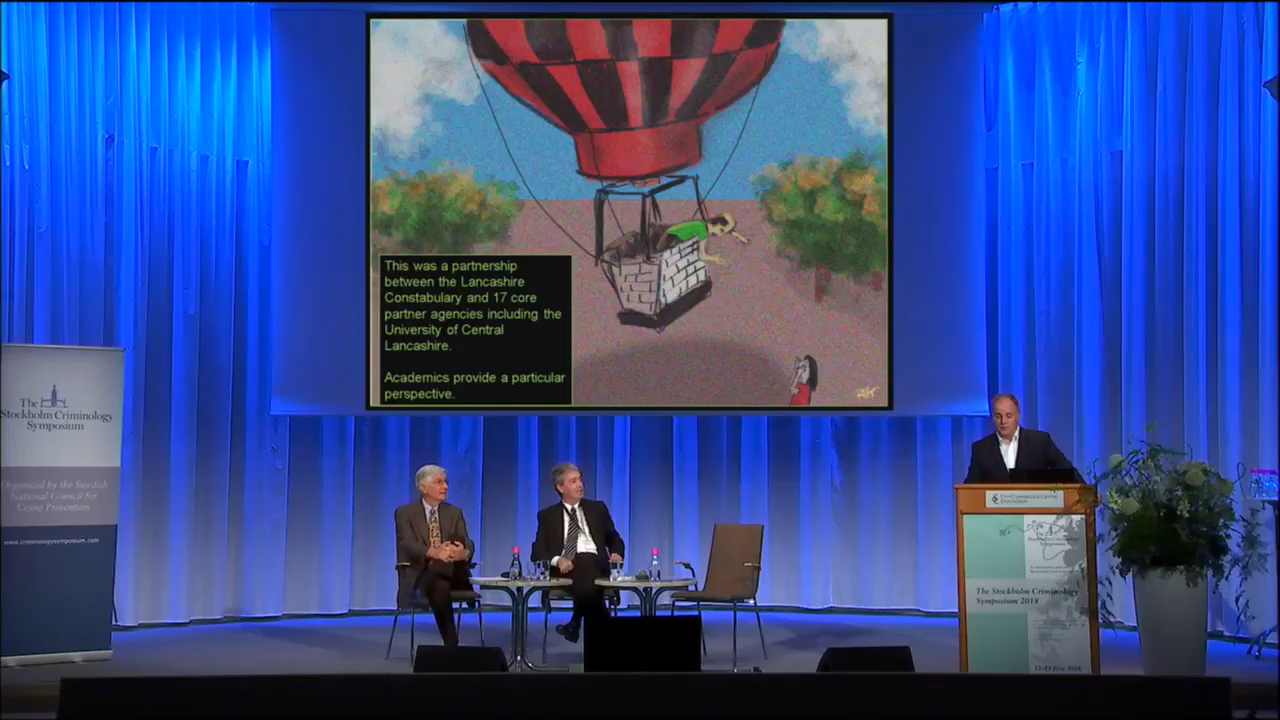 This was a partnership
between the Lancashire
Constabulary and 17 core
partner agencies including the
University of Central
Lancashire.
Academics provide a particular
perspective.
The
Stockholm Criminology
Symposium
Organized by the Swedish
National Council for
Crime Prevention
www.criminologysymposium.com
The Stockholm Criminology
Symposium 2018